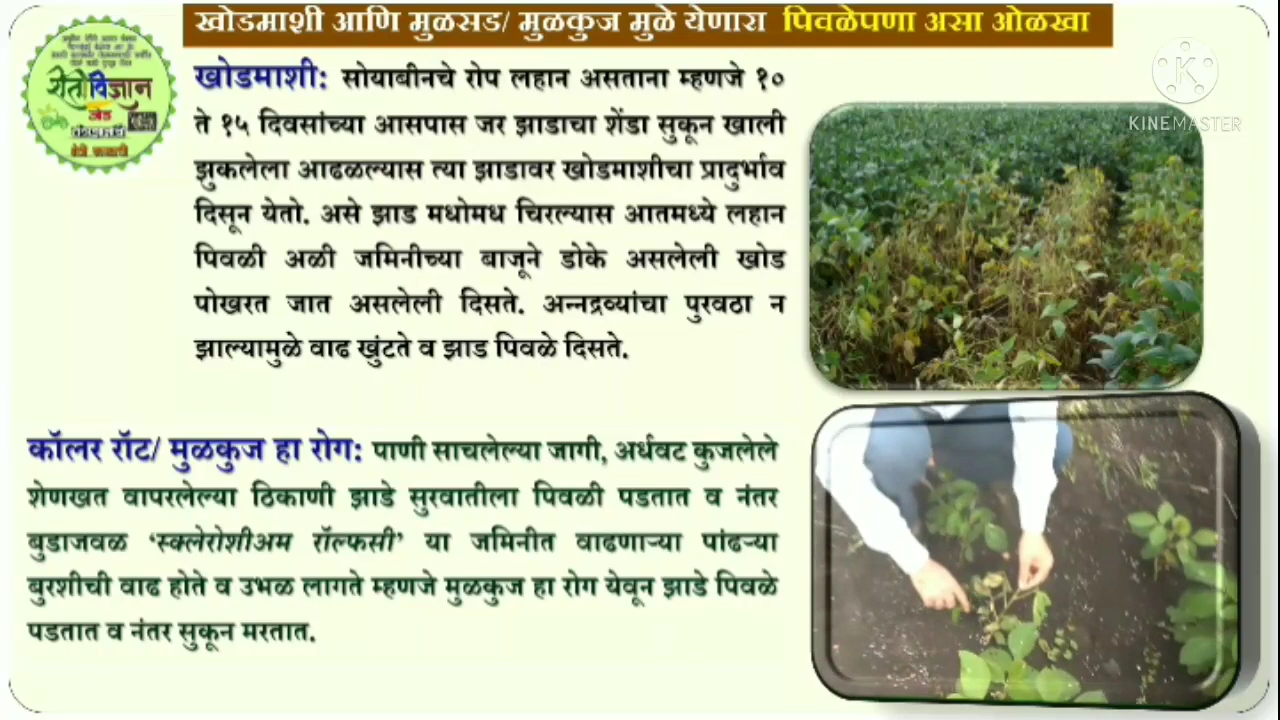 खोडमाशी आणि मुळसड/ मुळकुज मुळे येणारा पिवळेपणा असा ओळखा
शेतीविज्ञान
KINEMASTER
खोडमाशी: सोयाबीनचे रोप लहान असताना म्हणजे १०
ते १५ दिवसांच्या आसपास जर झाडाचा शेंडा सुकून खाली
झुकलेला आढळल्यास त्या झाडावर खोडमाशीचा प्रादुर्भाव
दिसून येतो. असे झाड मधोमध चिरल्यास आतमध्ये लहान
पिवळी अळी जमिनीच्या बाजूने डोके असलेली खोड
पोखरत जात असलेली दिसते. अन्नद्रव्यांचा पुरवठा न
झाल्यामुळे वाढ खुंटते व झाड पिवळे दिसते.
कॉलर रॉट/ मुळकुज हा रोग: पाणी साचलेल्या जागी, अर्धवट कुजलेले
शेणखत वापरलेल्या ठिकाणी झाडे सुरवातीला पिवळी पडतात व नंतर
बुडाजवळ ‘स्क्लेरोशीअम रॉल्फसी’ या जमिनीत वाढणाऱ्या पांढऱ्या
बुरशीची वाढ होते व उभळ लागते म्हणजे मुळकुज हा रोग येवून झाडे पिवळे
पडतात व नंतर सुकून मरतात.